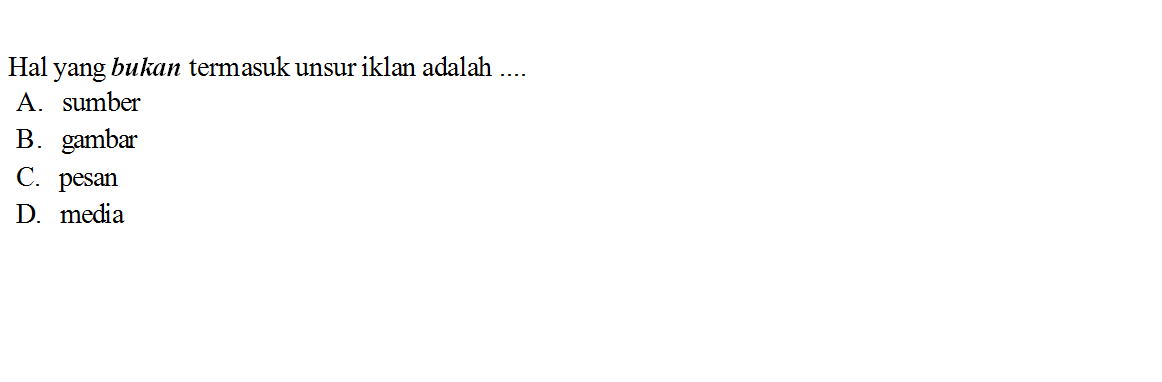 Hal yang bukan termasuk unsur iklan adalah ....
A. sumber
B. gambar
C. pesan
D. media